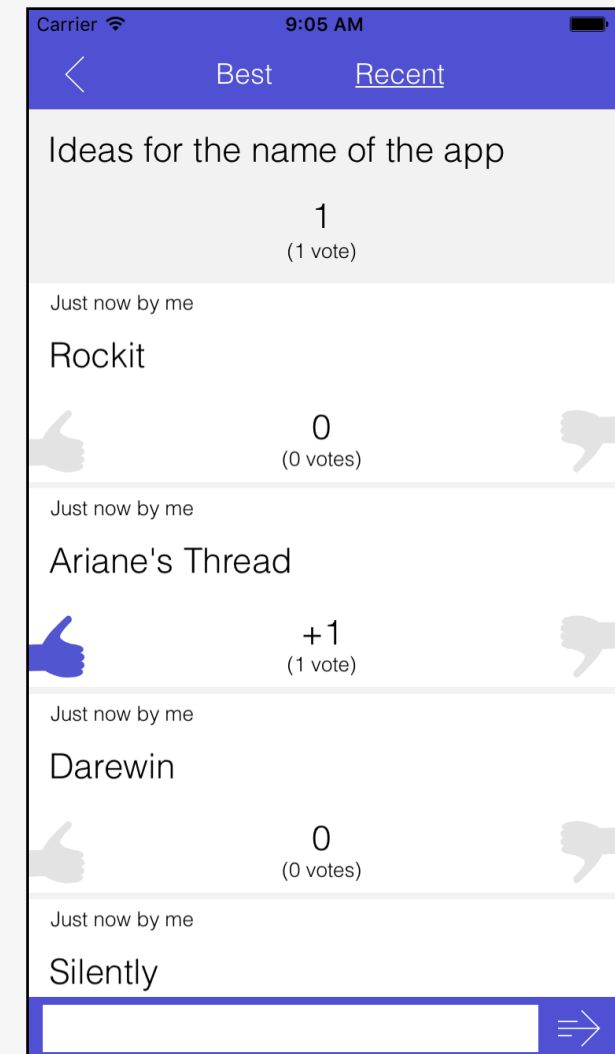 Carrier 9:05 AM
Best Recent
Ideas for the name of the app
1
(1 vote)
Just now by me
Rockit
0
(0 votes)
Just now by me
Ariane's Thread
+1
(1 vote)
Just now by me
Darewin
0
(0 votes)
Just now by me
Silently